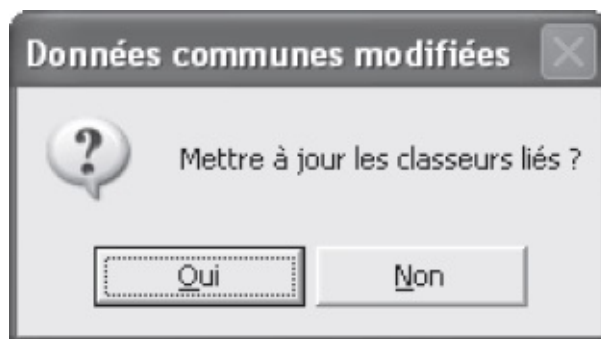 Données communes modifiées
Mettre à jour les classeurs liés ?
Oui
Non